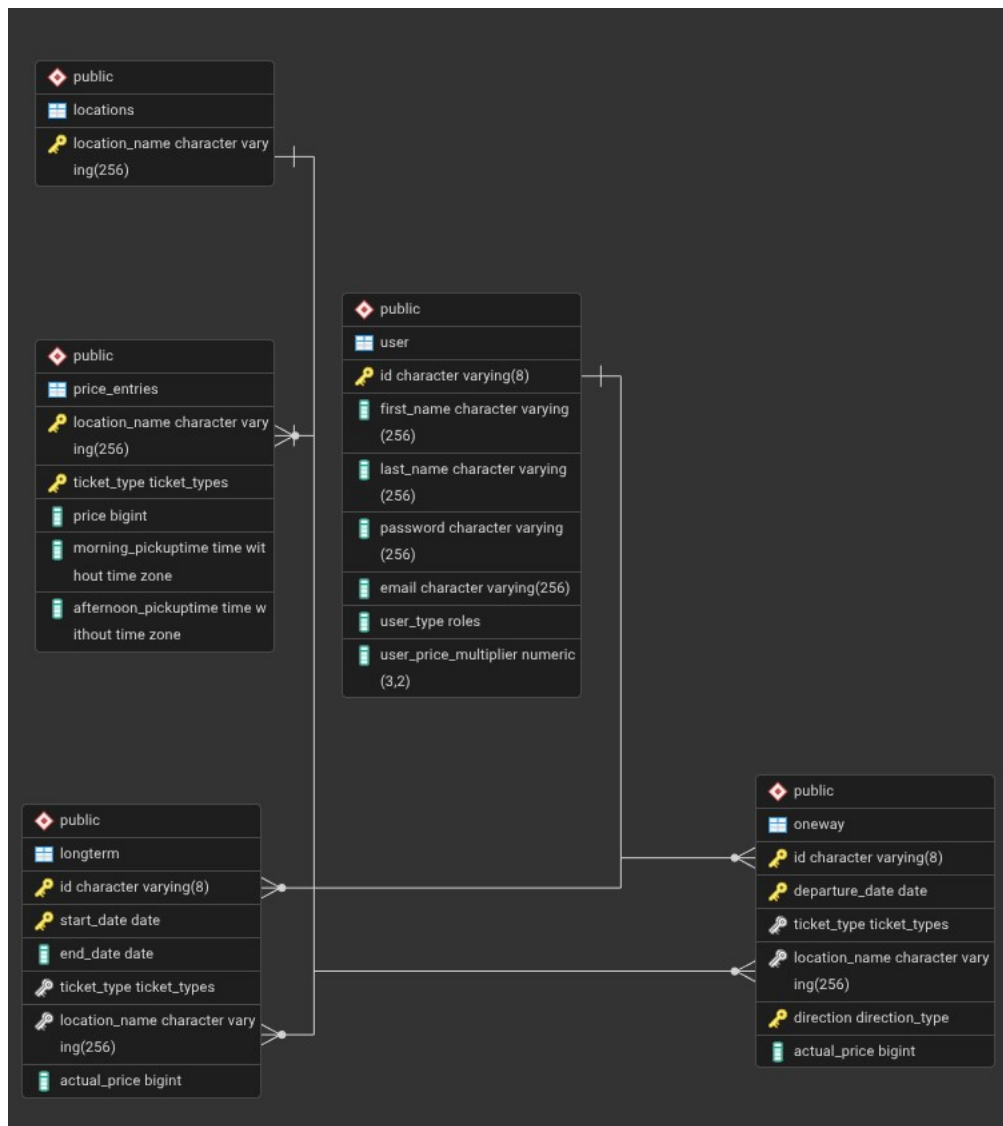 public
locations
location_name character vary
ing(256)
public
user
id character varying(8)
first_name character varying
(256)
last_name character varying
(256)
password character varying
(256)
email character varying(256)
user_type roles
user_price_multiplier numeric
(3,2)
public
price_entries
location_name character vary
ing(256)
ticket_type ticket_types
price bigint
morning_pickuptime time wit
hout time zone
afternoon_pickuptime time w
ithout time zone
public
longterm
id character varying(8)
start_date date
end_date date
ticket_type ticket_types
location_name character vary
ing(256)
actual_price bigint
public
oneway
id character varying(8)
departure_date date
ticket_type ticket_types
location_name character vary
ing(256)
direction direction_type
actual_price bigint